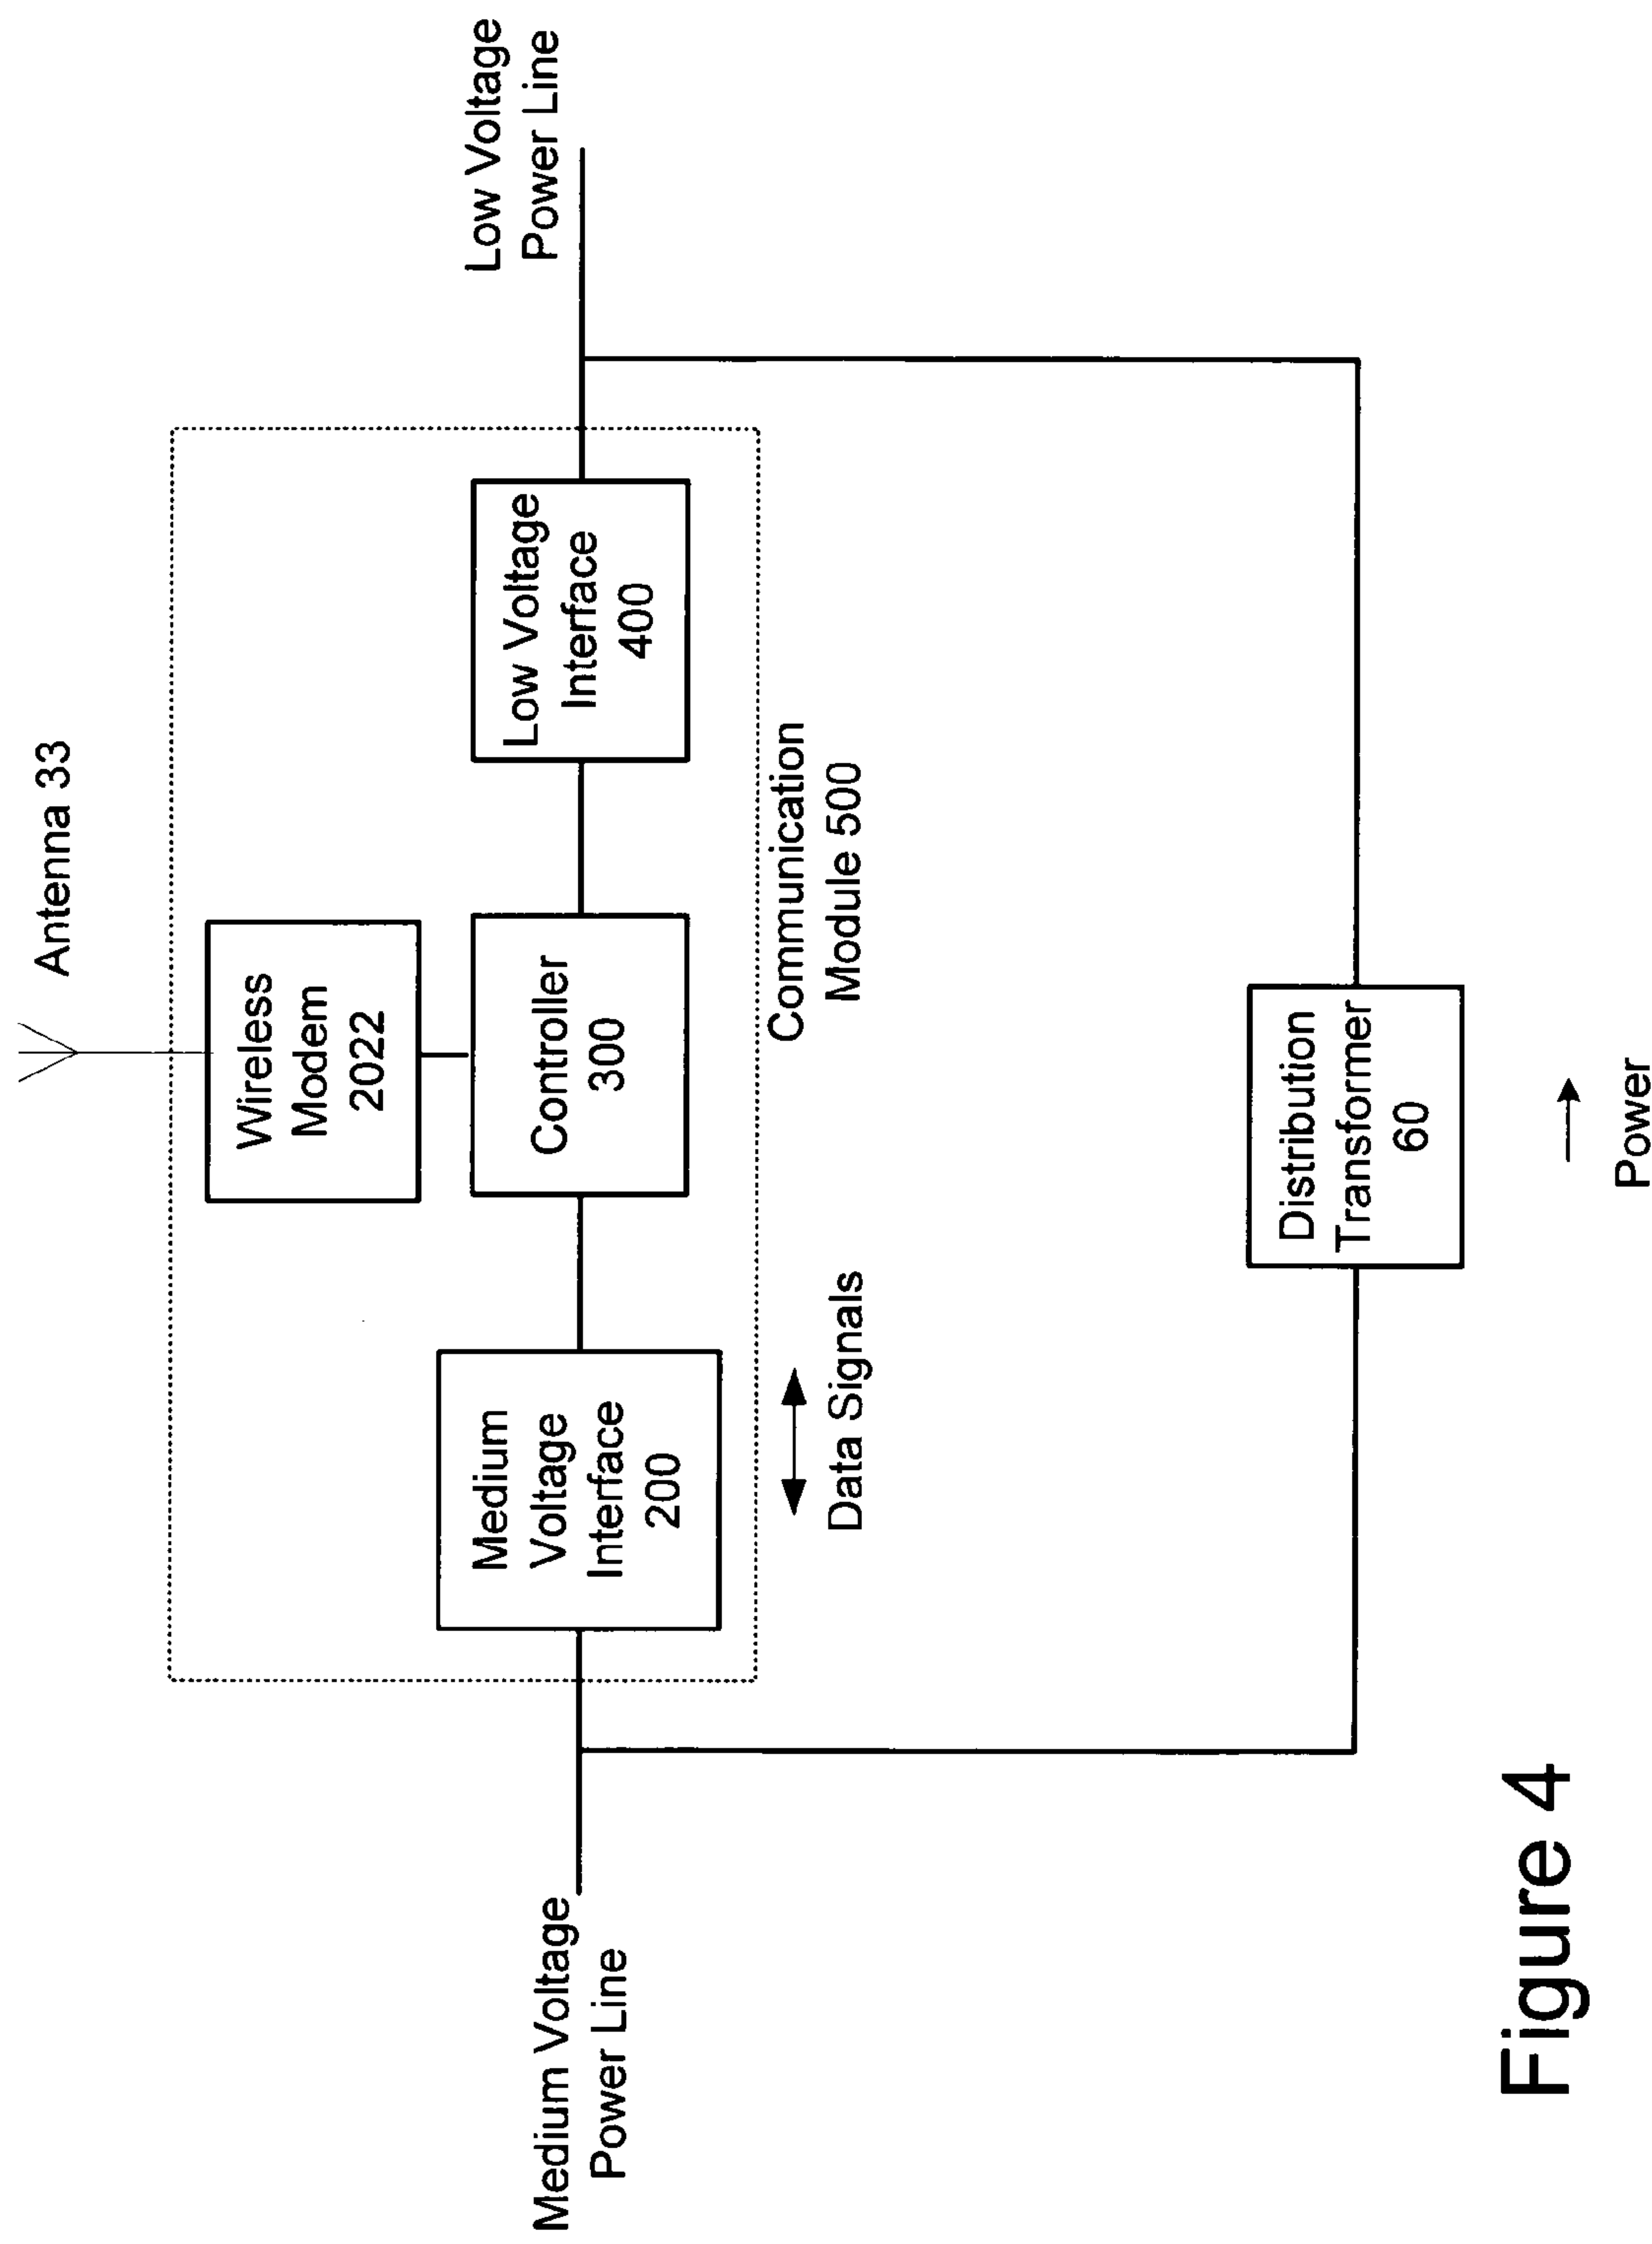 Antenna 33
Wireless
Modem
2022
Medium
Voltage
Interface
200
Controller
300
Low Voltage
Interface
400
Medium Voltage
Power Line
Low Voltage
Power Line
Data Signals
Communication
Module 500
Distribution
Transformer
60
Power
Figure 4